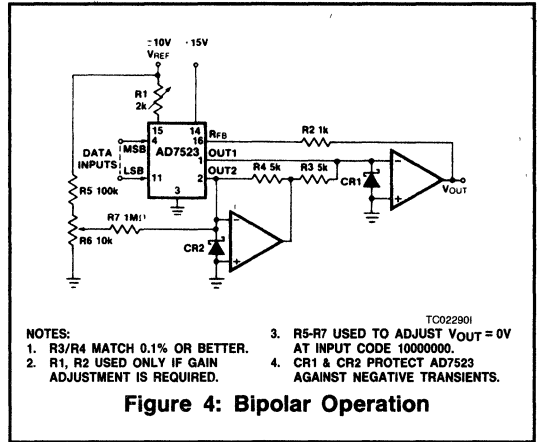 ±10V +15V
VREF
R1
2k
15 14
MSB 4 16 RFB R2 1k
DATA
INPUTS
AD7523 1 OUT1
LSB 11 2 OUT2 R4 5k R3 5k
3
R5 100k
R7 1MΩ
R6 10k
CR2
CR1
VOUT
TC02290I
NOTES:
1. R3/R4 MATCH 0.1% OR BETTER.
2. R1, R2 USED ONLY IF GAIN
ADJUSTMENT IS REQUIRED.
3. R5-R7 USED TO ADJUST VOUT = 0V
AT INPUT CODE 10000000.
4. CR1 & CR2 PROTECT AD7523
AGAINST NEGATIVE TRANSIENTS.
Figure 4: Bipolar Operation